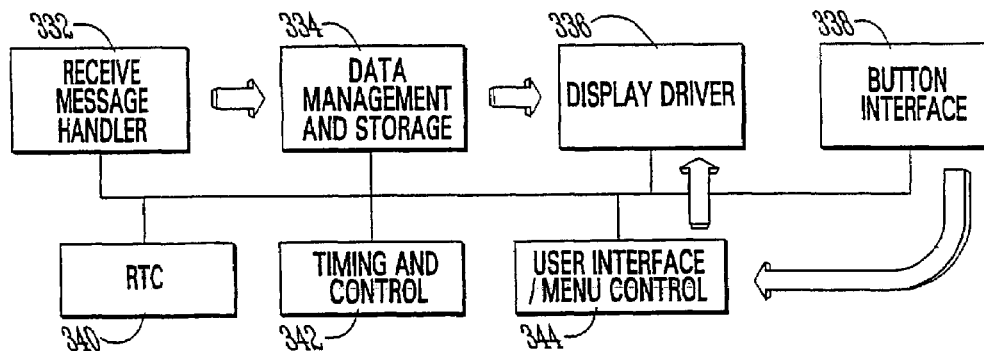 332
RECEIVE
MESSAGE
HANDLER
334
DATA
MANAGEMENT
AND STORAGE
336
DISPLAY DRIVER
338
BUTTON
INTERFACE
RTC
340
TIMING AND
CONTROL
342
USER INTERFACE
/ MENU CONTROL
344